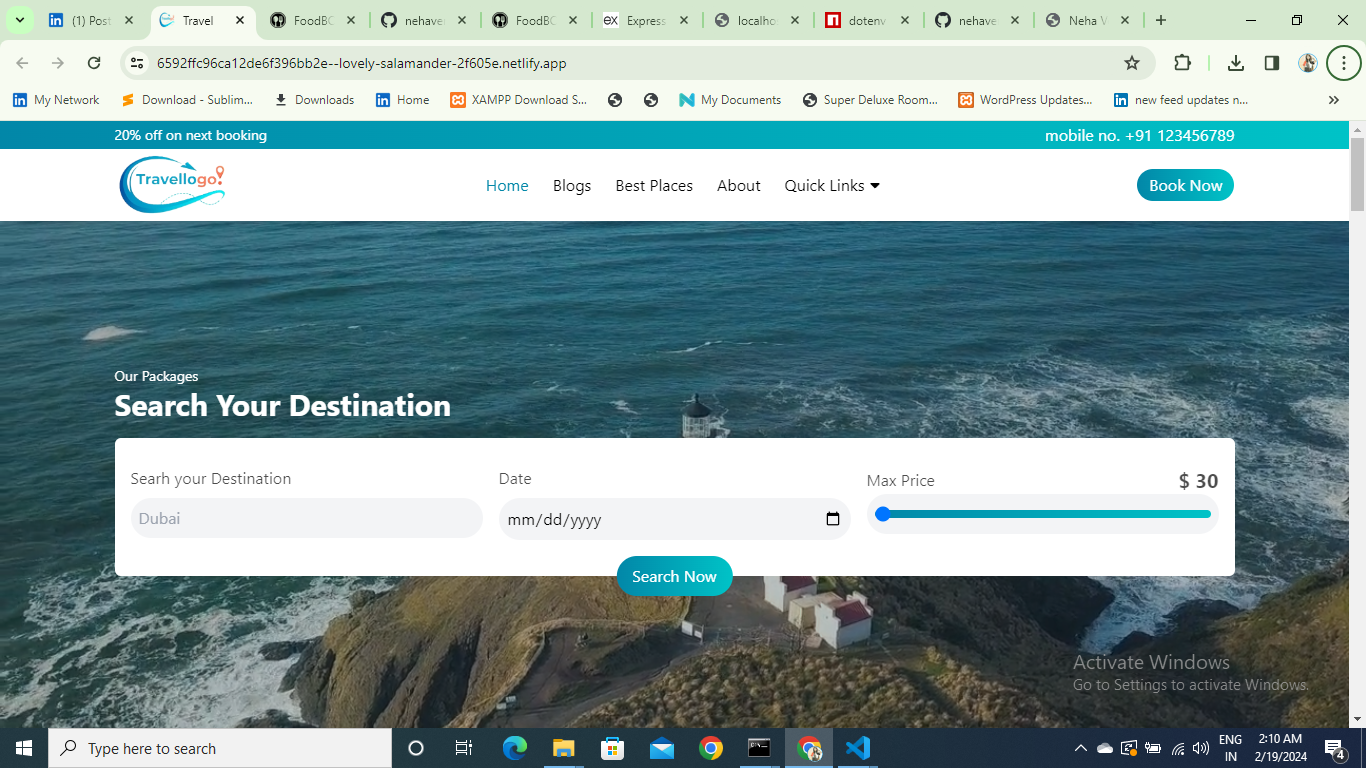 (1) Post
Travel
FoodBC
nehavei
FoodBC
Express
localho
dotenv
nehave
Neha V
6592ffc96ca12de6f396bb2e--lovely-salamander-2f605e.netlify.app
My Network
Download - Sublim...
Downloads
Home
XAMPP Download S...
My Documents
Super Deluxe Room...
WordPress Updates...
new feed updates n...
20% off on next booking
mobile no. +91 123456789
Travellogo
Home
Blogs
Best Places
About
Quick Links
Book Now
Our Packages
Search Your Destination
Searh your Destination
Date
Max Price
$ 30
Dubai
mm/dd/yyyy
Search Now
Activate Windows
Go to Settings to activate Windows.
Type here to search
ENG
IN
2:10 AM
2/19/2024
4